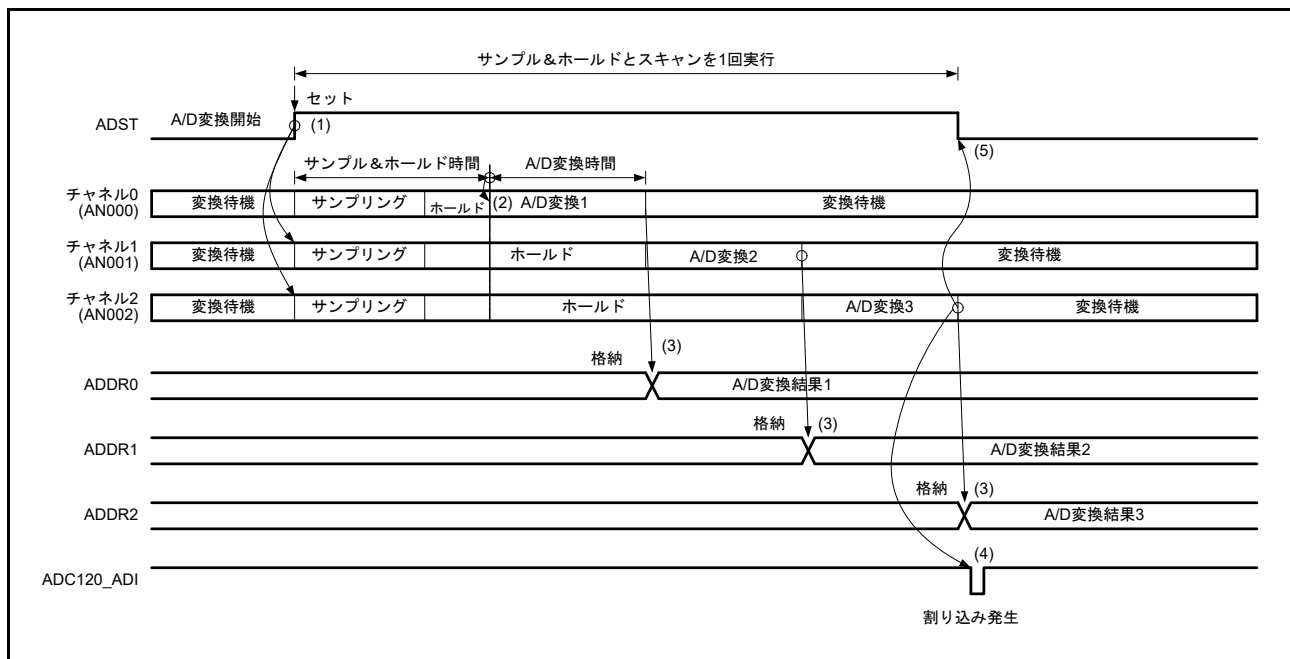 サンプル＆ホールドとスキャンを1回実行
セット
ADST
A/D変換開始
(1)
(5)
サンプル＆ホールド時間
A/D変換時間
チャネル0
(AN000)
変換待機
サンプリング
ホールド
(2)
A/D変換1
変換待機
チャネル1
(AN001)
変換待機
サンプリング
ホールド
A/D変換2
変換待機
チャネル2
(AN002)
変換待機
サンプリング
ホールド
A/D変換3
変換待機
格納
(3)
ADDR0
A/D変換結果1
格納
(3)
ADDR1
A/D変換結果2
格納
(3)
ADDR2
A/D変換結果3
(4)
ADC120_ADI
割り込み発生